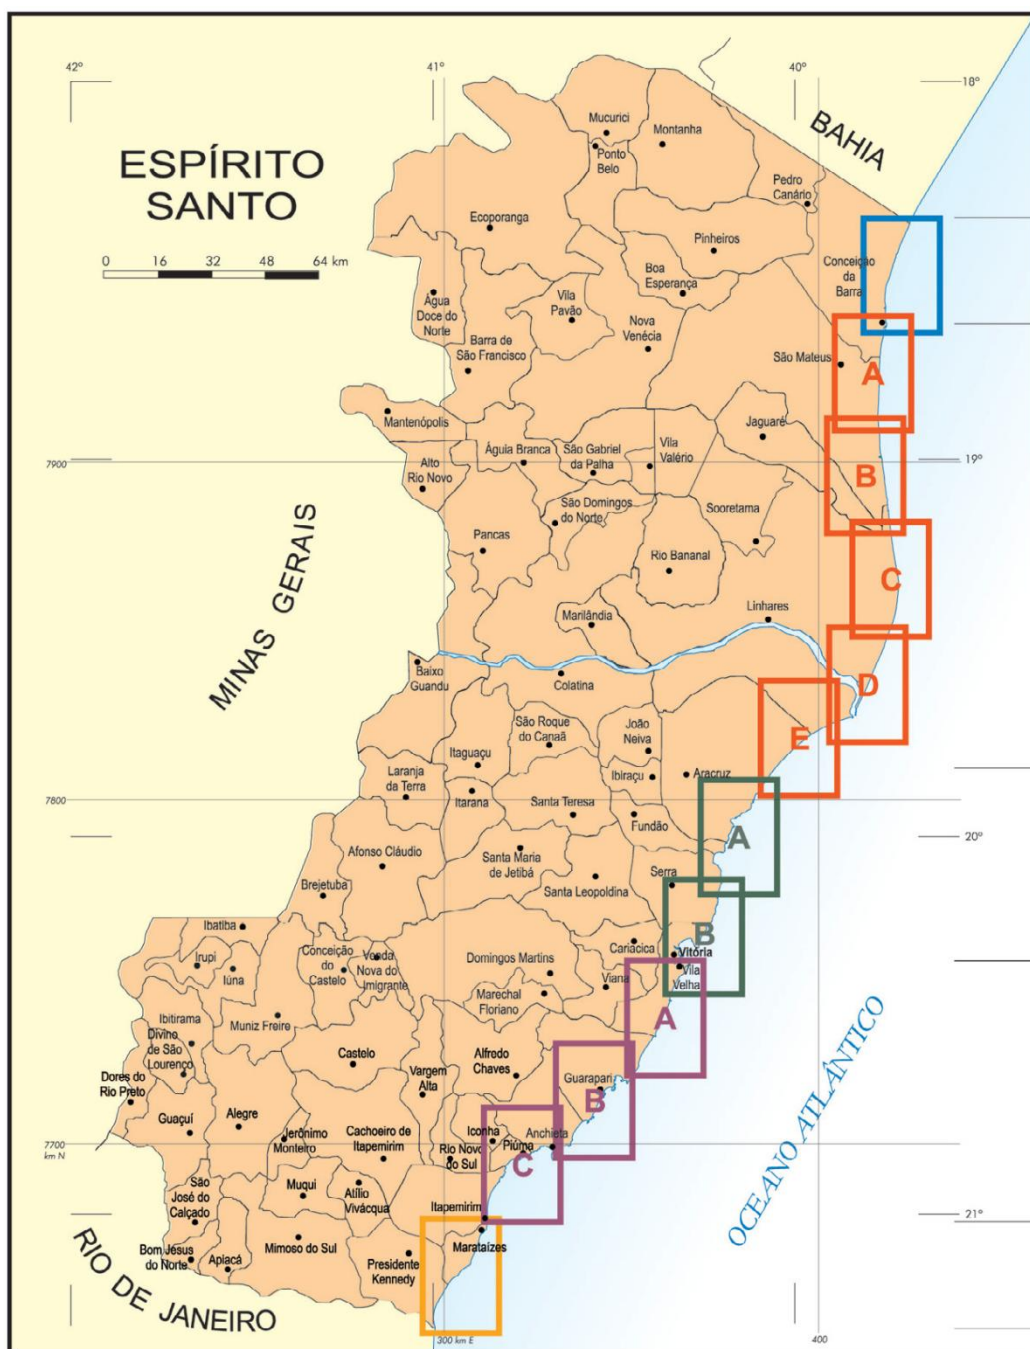 42°
41°
40°
18°
ESPÍRITO
SANTO
0 16 32 48 64 km
BAHIA
Mucurici
Montanha
Ponto
Belo
Pedro
Canário
Ecoporanga
Pinheiros
Conceição
da
Barra
Boa
Esperança
Água
Doce do
Norte
Vila
Pavão
Nova
Venécia
Barra de
São Francisco
São Mateus
A
Mantenópolis
Jaguaré
Águia Branca
São Gabriel
da Palha
Vila
Valério
7900
19°
Alto
Rio Novo
B
São Domingos
do Norte
Sooretama
Pancas
Rio Bananal
C
MINAS GERAIS
Marilândia
Linhares
Baixo
Guandu
Colatina
D
São Roque
do Canaã
João
Neiva
E
Itaguaçu
Laranja
da Terra
Ibiraçu
Aracruz
Itarana
Santa Teresa
7800
Fundão
20°
A
Afonso Cláudio
Santa Maria
de Jetibá
Serra
Brejetuba
Santa Leopoldina
Ibatiba
B
Cariacica
Vitória
Irupi
Iúna
Conceição
do
Castelo
Venda
Nova do
Imigrante
Domingos Martins
Vila
Velha
Viana
Marechal
Floriano
Ibitirama
Muniz Freire
A
Divino
de São
Lourenço
Castelo
Alfredo
Chaves
Vargem
Alta
Guarapari
Dores do
Rio Preto
B
OCEANO ATLÂNTICO
Guaçuí
Alegre
Jerônimo
Monteiro
Cachoeiro de
Itapemirim
Iconha
Anchieta
7700
km N
Rio Novo
do Sul
Piúma
C
São
José do
Calçado
Muqui
Atílio
Vivácqua
Itapemirim
21°
Marataízes
Bom Jesus
do Norte
Apiacá
Mimoso do Sul
Presidente
Kennedy
RIO DE JANEIRO
300 km E
400